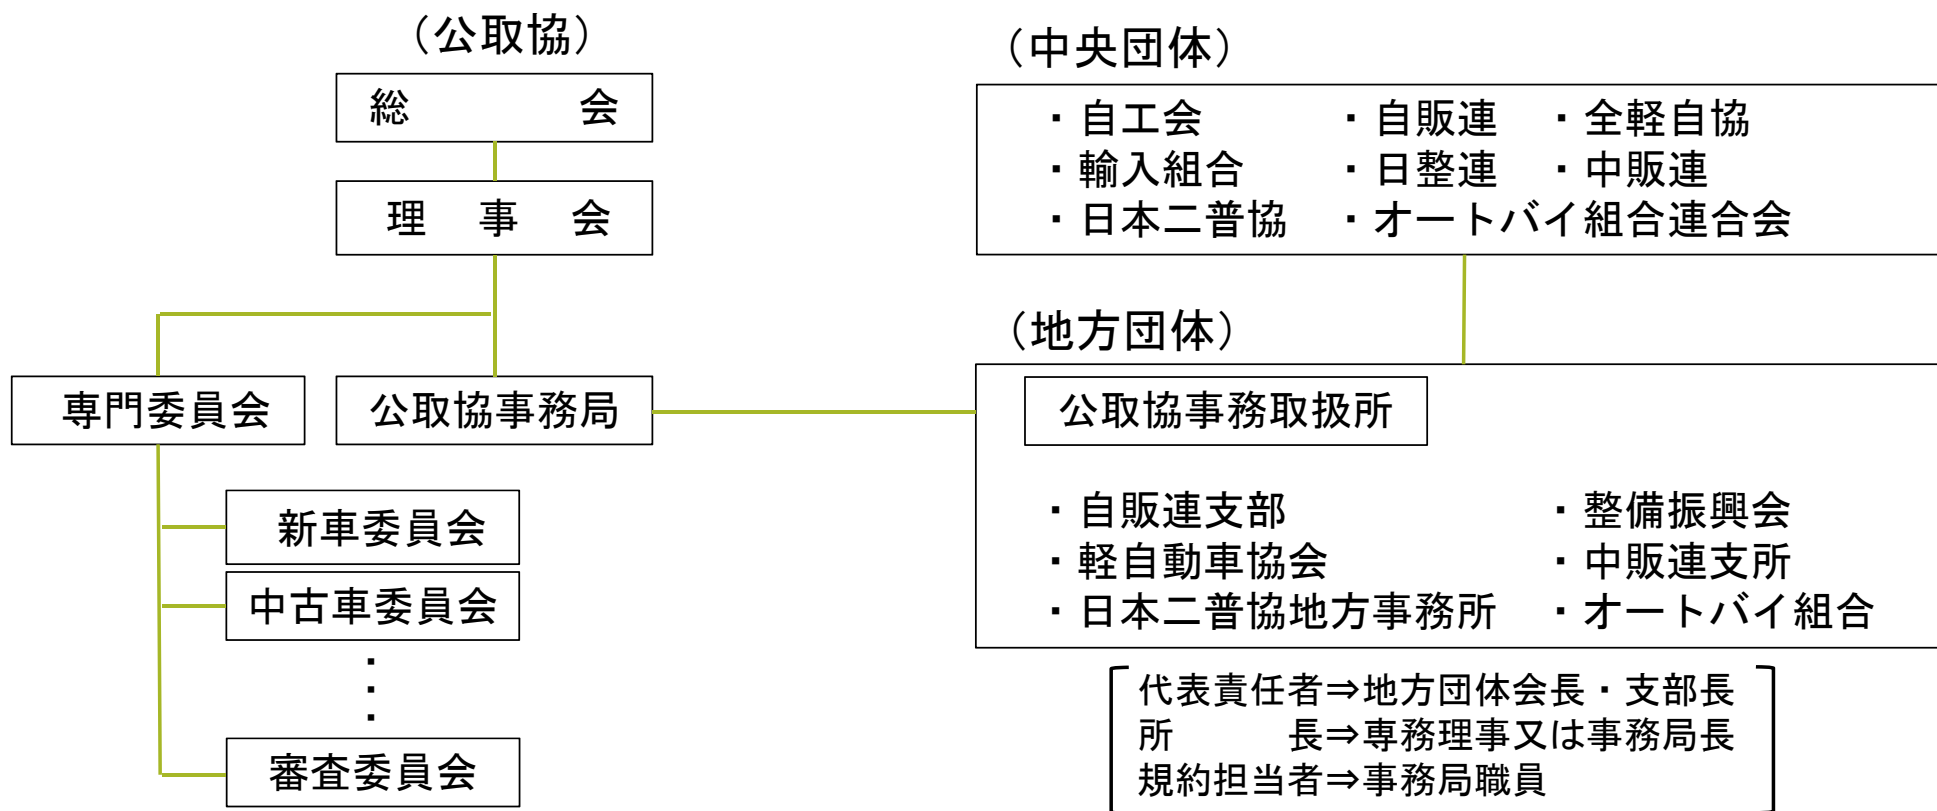 （公取協）
総　会
理　事　会
専門委員会
公取協事務局
新車委員会
中古車委員会
・
・
・
審査委員会
（中央団体）
・自工会　・自販連　・全軽自協
・輸入組合　・日整連　・中販連
・日本二普協　・オートバイ組合連合会
（地方団体）
公取協事務取扱所
・自販連支部　・整備振興会
・軽自動車協会　・中販連支所
・日本二普協地方事務所　・オートバイ組合
代表責任者⇒地方団体会長・支部長
所　長⇒専務理事又は事務局長
規約担当者⇒事務局職員